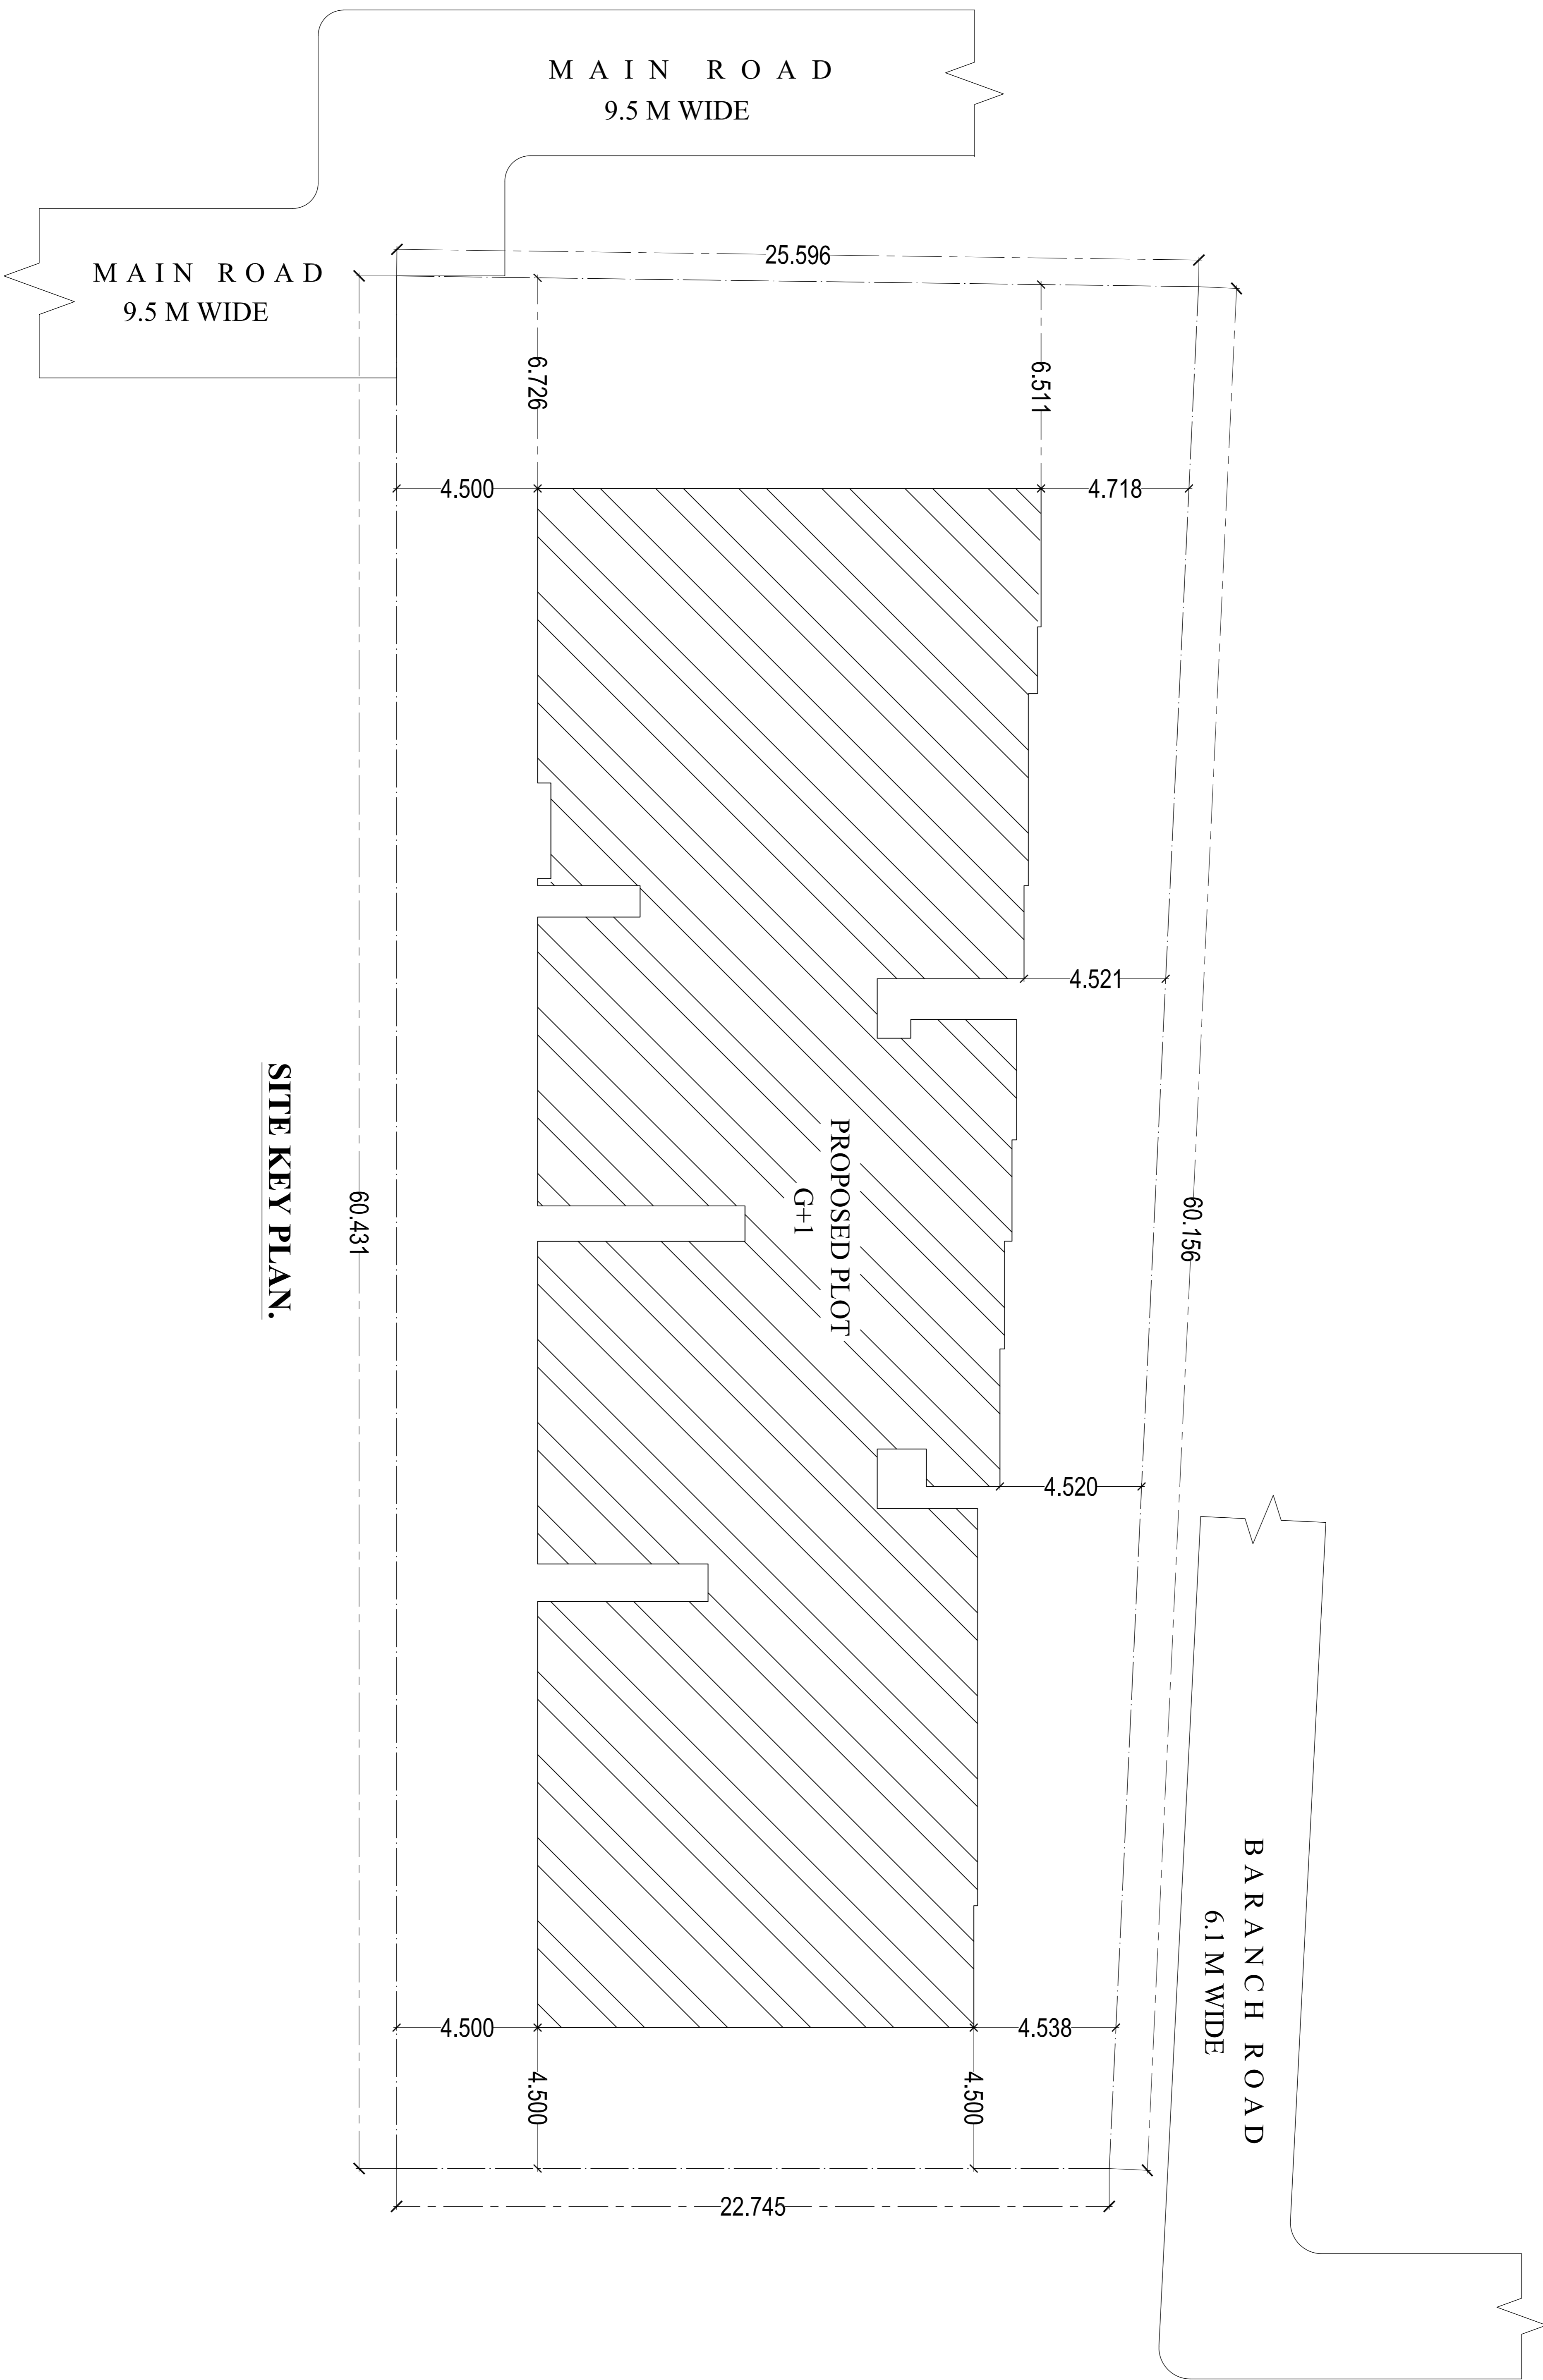 MAIN ROAD
9.5 M WIDE
MAIN ROAD
9.5 M WIDE
25.596
6.726
6.511
4.500
4.718
4.521
PROPOSED PLOT
G+1
SITE KEY PLAN.
60.431
60.156
4.520
BARANCH ROAD
6.1 M WIDE
4.500
4.538
4.500
4.500
22.745